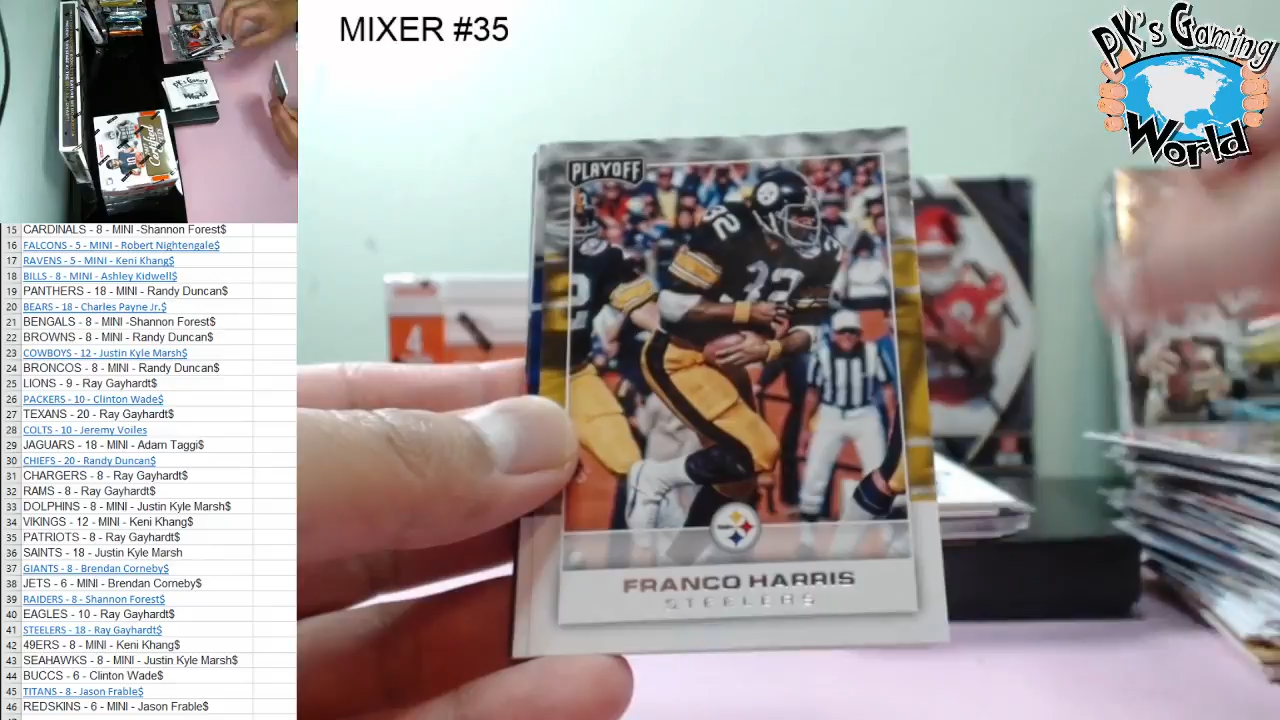 MIXER #35
PK's Gaming
World
PLAYOFF
32
32
FRANCO HARRIS
STEELERS
4
15 CARDINALS - 8 - MINI -Shannon Forest$
16 FALCONS - 5 - MINI - Robert Nightengale$
17 RAVENS - 5 - MINI - Keni Khang$
18 BILLS - 8 - MINI - Ashley Kidwell$
19 PANTHERS - 18 - MINI - Randy Duncan$
20 BEARS - 18 - Charles Payne Jr.$
21 BENGALS - 8 - MINI -Shannon Forest$
22 BROWNS - 8 - MINI - Randy Duncan$
23 COWBOYS - 12 - Justin Kyle Marsh$
24 BRONCOS - 8 - MINI - Randy Duncan$
25 LIONS - 9 - Ray Gayhardt$
26 PACKERS - 10 - Clinton Wade$
27 TEXANS - 20 - Ray Gayhardt$
28 COLTS - 10 - Jeremy Voiles
29 JAGUARS - 18 - MINI - Adam Taggi$
30 CHIEFS - 20 - Randy Duncan$
31 CHARGERS - 8 - Ray Gayhardt$
32 RAMS - 8 - Ray Gayhardt$
33 DOLPHINS - 8 - MINI - Justin Kyle Marsh$
34 VIKINGS - 12 - MINI - Keni Khang$
35 PATRIOTS - 8 - Ray Gayhardt$
36 SAINTS - 18 - Justin Kyle Marsh
37 GIANTS - 8 - Brendan Corneby$
38 JETS - 6 - MINI - Brendan Corneby$
39 RAIDERS - 8 - Shannon Forest$
40 EAGLES - 10 - Ray Gayhardt$
41 STEELERS - 18 - Ray Gayhardt$
42 49ERS - 8 - MINI - Keni Khang$
43 SEAHAWKS - 8 - MINI - Justin Kyle Marsh$
44 BUCCS - 6 - Clinton Wade$
45 TITANS - 8 - Jason Frable$
46 REDSKINS - 6 - MINI - Jason Frable$